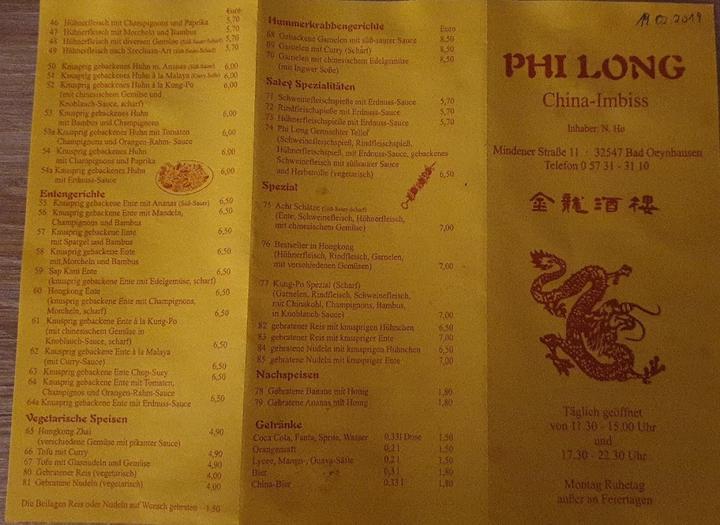 Euro
46 Hühnerfleisch mit Champignons und Paprika 5,70
47 Hühnerfleisch mit Morcheln und Bambus 5,70
48 Hühnerfleisch mit diversen Gemüse (Süß-Sauer-Scharf) 5,70
49 Hühnerfleisch nach Szechuan-Art (Süß-Sauer-Scharf) 5,70
50 Knusprig gebackenes Huhn m. Ananas (Süß-Sauer) 6,00
51 Knusprig gebackenes Huhn à la Malaya (Curry-Soße) 6,00
52 Knusprig gebackenes Huhn à la Kung-Po 6,00
(mit chinesischem Gemüse und
Knoblauch-Sauce, scharf)
53 Knusprig gebackenes Huhn 6,00
mit Bambus und Champignons
53a Knusprig gebackenes Huhn mit Tomaten 6,00
Champignons und Orangen-Rahm- Sauce
54 Knusprig gebackenes Huhn 6,00
mit Champignons und Paprika
54a Knusprig gebackenes Huhn 6,00
mit Erdnuss-Sauce
Entengerichte
55 Knusprig gebackene Ente mit Ananas (Süß-Sauer) 6,50
56 Knusprig gebackene Ente mit Mandeln, 6,50
Champignons und Bambus
57 Knusprig gebackene Ente 6,50
mit Spargel und Bambus
58 Knusprig gebackene Ente 6,50
mit Morcheln und Bambus
59 Sap Kam Ente 6,50
(knusprig gebackene Ente mit Edelgemüse, scharf)
60 Hongkong Ente 6,50
(knusprig gebackene Ente mit Champignons,
Morcheln, scharf)
61 Knusprig gebackene Ente à la Kung-Po 6,50
(mit chinesischem Gemüse in
Knoblauch-Sauce, scharf)
62 Knusprig gebackene Ente à la Malaya 6,50
(mit Curry-Sauce)
63 Knusprig gebackene Ente Chop-Suey 6,50
64 Knusprig gebackene Ente mit Tomaten, 6,50
Champignons und Orangen-Rahm-Sauce
64a Knusprig gebackene Ente mit Erdnuss-Sauce 6,50
Vegetarische Speisen
65 Hongkong Zhai 4,90
(verschiedene Gemüse mit pikanter Sauce)
66 Tofu mit Curry 4,90
67 Tofu mit Glasnudeln und Gemüse 4,90
80 Gebratener Reis (vegetarisch) 4,00
81 Gebratene Nudeln (vegetarisch) 4,00
Die Beilagen Reis oder Nudeln auf Wunsch gebraten 1,50
Hummerkrabbengerichte Euro
68 Gebackene Garnelen mit süß-saurer Sauce 8,50
69 Garnelen mit Curry (Scharf) 8,50
70 Garnelen mit chinesischem Edelgemüse 8,50
(mit Ingwer Soße)
Satéy Spezialitäten
71 Schweinefleischspieße mit Erdnuss-Sauce 5,70
72 Rindfleischspieße mit Erdnuss-Sauce 5,70
73 Hühnerfleischspieße mit Erdnuss-Sauce 5,70
74 Phi Long Gemischter Teller
(Schweinefleischspieß, Rindfleischspieß,
Hühnerfleischspieß, mit Erdnuss-Sauce, gebackenes
Schweinefleisch mit süßsaurer Sauce
und Herbstrolle (vegetarisch) 6,50
Spezial
75 Acht Schätze (Süß-Sauer-Scharf)
(Ente, Schweinefleisch, Hühnerfleisch,
mit chinesischem Gemüse) 7,00
76 Bestseller in Hongkong
(Hühnerfleisch, Rindfleisch, Garnelen,
mit verschiedenen Gemüsen) 7,00
77 Kung-Po Spezial (Scharf)
(Garnelen, Rindfleisch, Schweinefleisch,
mit Chinakohl, Champignons, Bambus,
in Knoblauch-Sauce) 7,00
82 gebratener Reis mit knusprigen Hühnchen 6,50
83 gebratener Reis mit knuspriger Ente 7,00
84 gebratene Nudeln mit knusprigen Hühnchen 6,50
85 gebratene Nudeln mit knuspriger Ente 7,00
Nachspeisen
78 Gebratene Banane mit Honig 1,80
79 Gebratene Ananas mit Honig 1,80
Getränke
Coca Cola, Fanta, Sprite, Wasser 0,33l Dose 1,50
Orangensaft 0,2 l 1,50
Lycee, Mango-, Guava-Säfte 0,2 l 1,50
Bier 0,3 l 1,80
China-Bier 0,33 l 1,80
19.02.2019
PHI LONG
China-Imbiss
Inhaber: N. Ho
Mindener Straße 11 · 32547 Bad Oeynhausen
Telefon 0 57 31 - 31 10
金龍酒樓
Täglich geöffnet
von 11.30 - 15.00 Uhr
und
17.30 - 22.30 Uhr
Montag Ruhetag
außer an Feiertagen